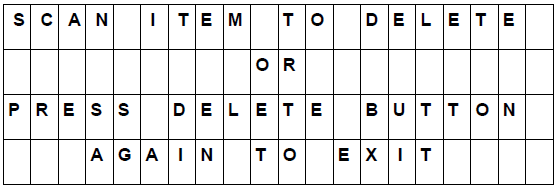 SCAN ITEM TO DELETE
OR
PRESS DELETE BUTTON
AGAIN TO EXIT